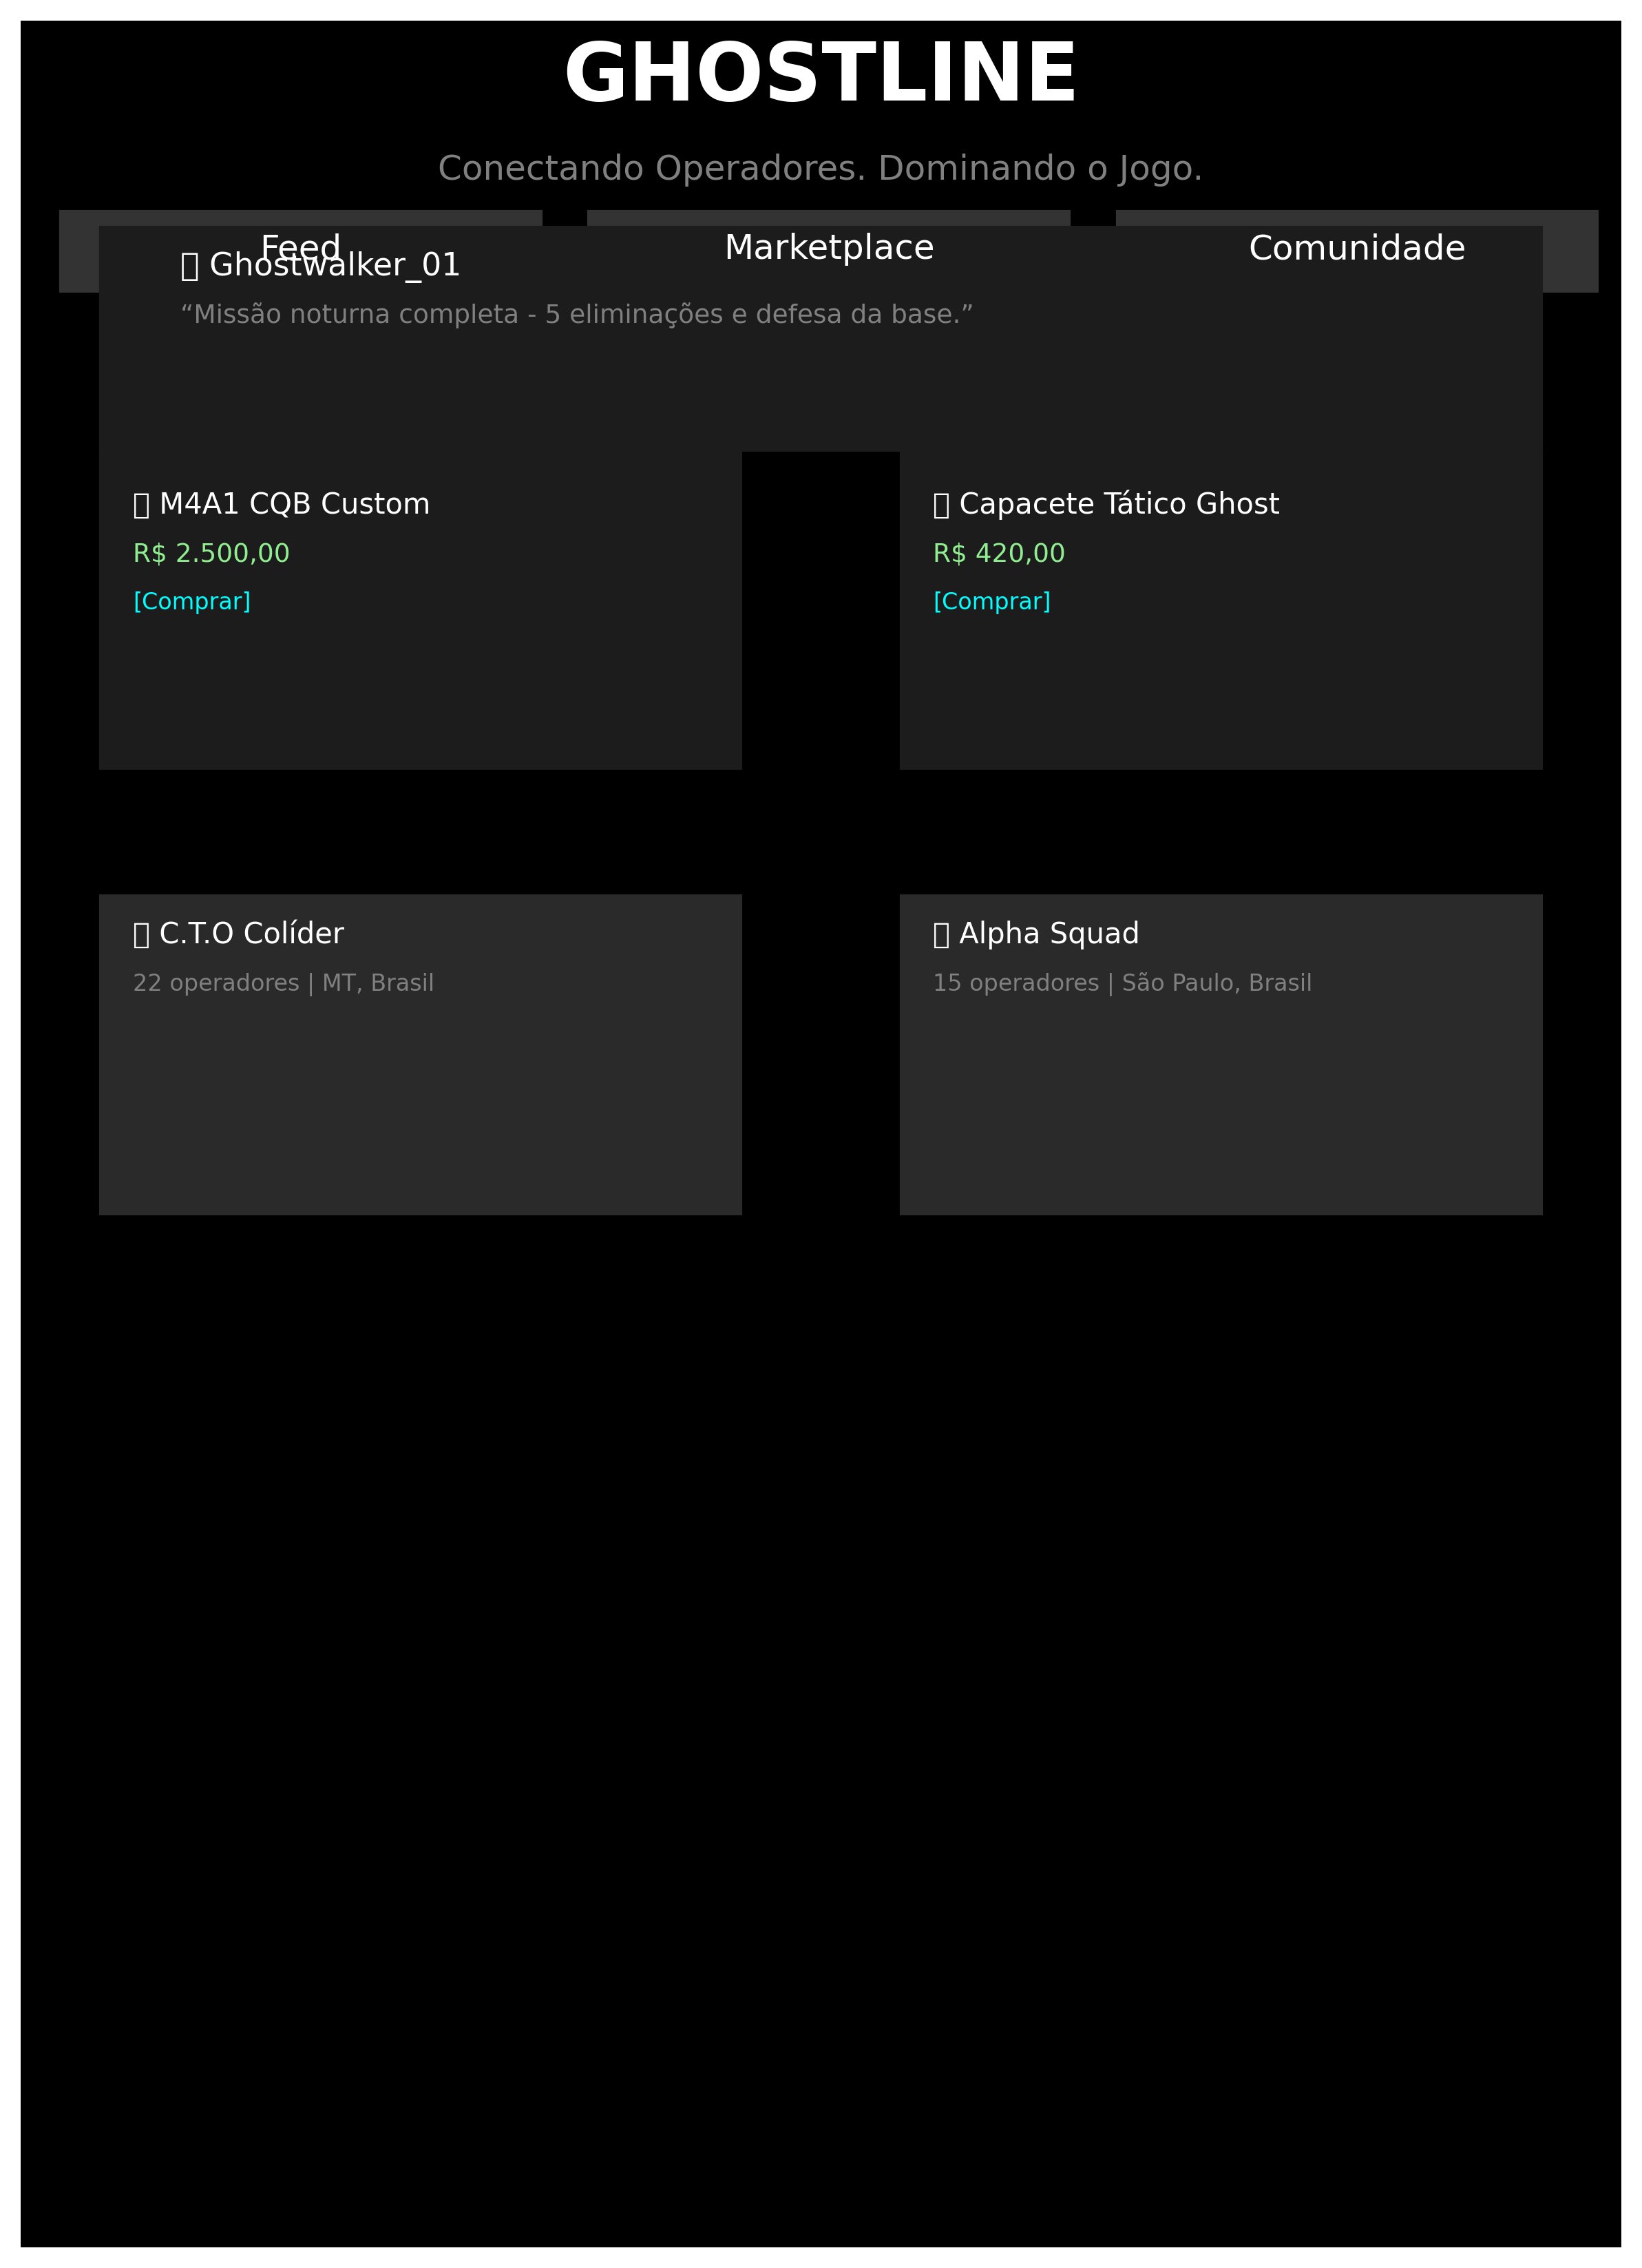 GHOSTLINE
Conectando Operadores. Dominando o Jogo.
Feed Marketplace Comunidade
Ghostwalker_01
“Missão noturna completa - 5 eliminações e defesa da base.”
M4A1 CQB Custom
R$ 2.500,00
[Comprar]
Capacete Tático Ghost
R$ 420,00
[Comprar]
C.T.O Colíder
22 operadores | MT, Brasil
Alpha Squad
15 operadores | São Paulo, Brasil